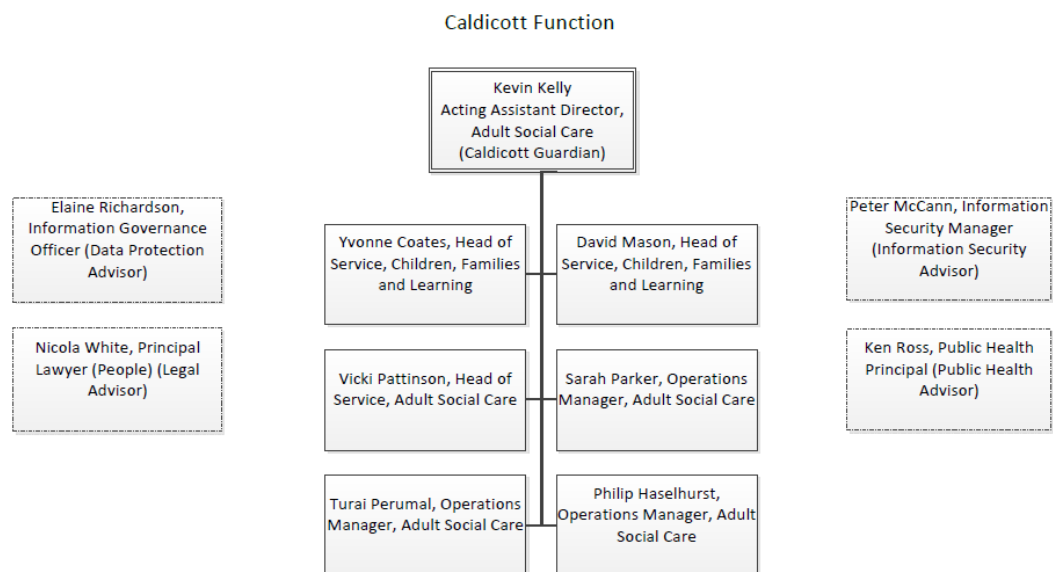 Caldicott Function
Kevin Kelly
Acting Assistant Director,
Adult Social Care
(Caldicott Guardian)
Elaine Richardson,
Information Governance
Officer (Data Protection
Advisor)
Peter McCann, Information
Security Manager
(Information Security
Advisor)
Yvonne Coates, Head of
Service, Children, Families
and Learning
David Mason, Head of
Service, Children, Families
and Learning
Nicola White, Principal
Lawyer (People) (Legal
Advisor)
Ken Ross, Public Health
Principal (Public Health
Advisor)
Vicki Pattinson, Head of
Service, Adult Social Care
Sarah Parker, Operations
Manager, Adult Social Care
Turai Perumal, Operations
Manager, Adult Social Care
Philip Haselhurst,
Operations Manager, Adult
Social Care